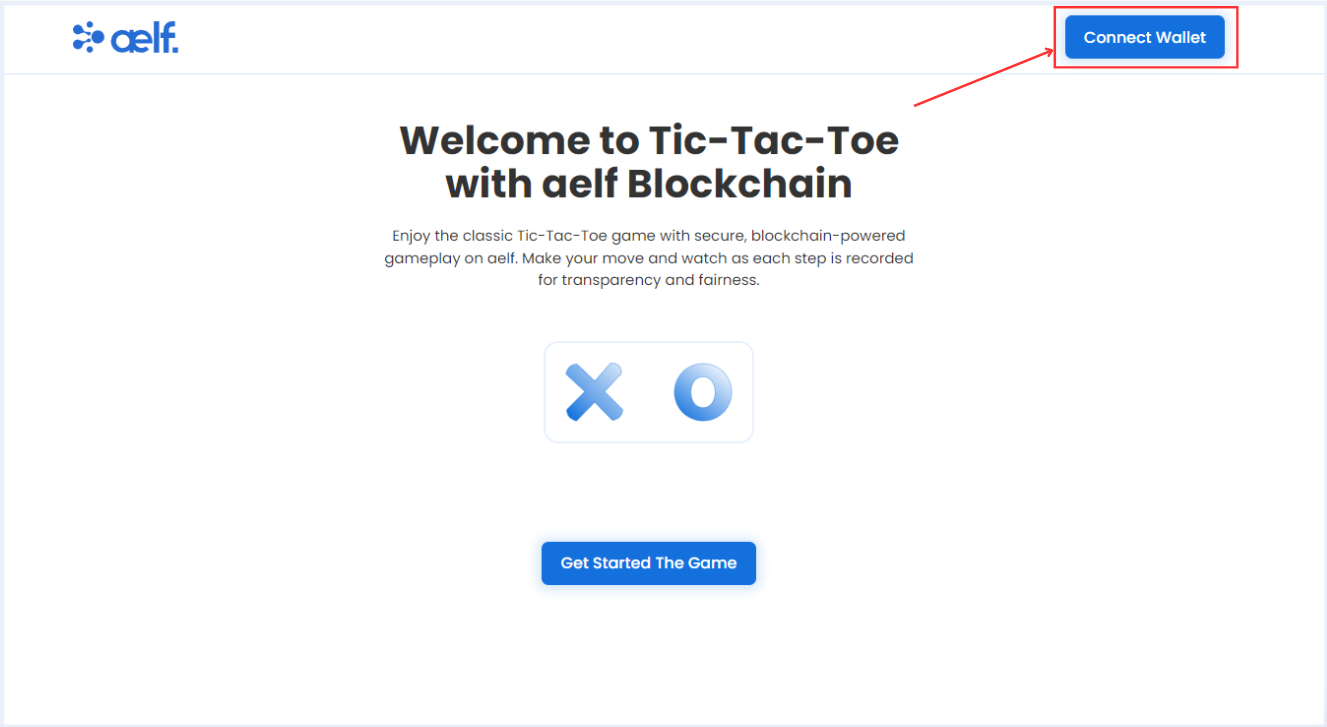 aelf.
Connect Wallet
Welcome to Tic-Tac-Toe
with aelf Blockchain
Enjoy the classic Tic-Tac-Toe game with secure, blockchain-powered
gameplay on aelf. Make your move and watch as each step is recorded
for transparency and fairness.
X O
Get Started The Game